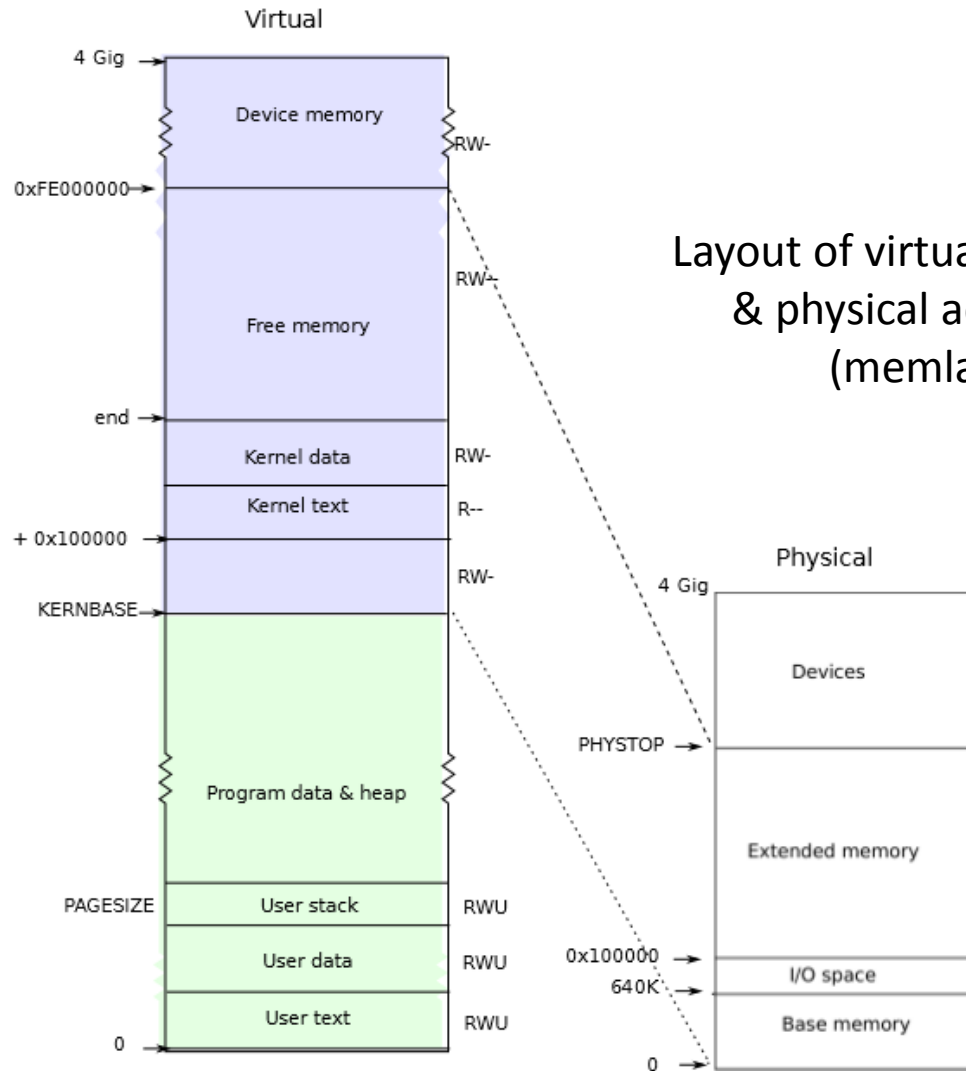 Virtual
4 Gig
Device memory
RW-
0xFE000000
RW--
Free memory
end
Kernel data
RW-
Kernel text
R--
+ 0x100000
RW-
KERNBASE
Program data & heap
PAGESIZE
User stack
RWU
User data
RWU
User text
RWU
0
Layout of virtua
& physical a
(memla
Physical
4 Gig
Devices
PHYSTOP
Extended memory
0x100000
I/O space
640K
Base memory
0